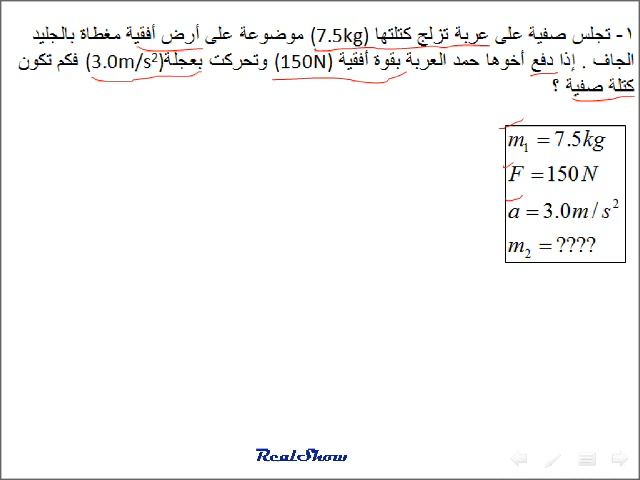 ١- تجلس صفية على عربة تزلج كتلتها (7.5kg) موضوعة على أرض أفقية مغطاة بالجليد
الجاف . إذا دفع أخوها حمد العربة بقوة أفقية (150N) وتحركت بعجلة(3.0m/s²) فكم تكون
كتلة صفية ؟
m₁ = 7.5kg
F = 150 N
a = 3.0m / s²
m₂ = ????
RealShow